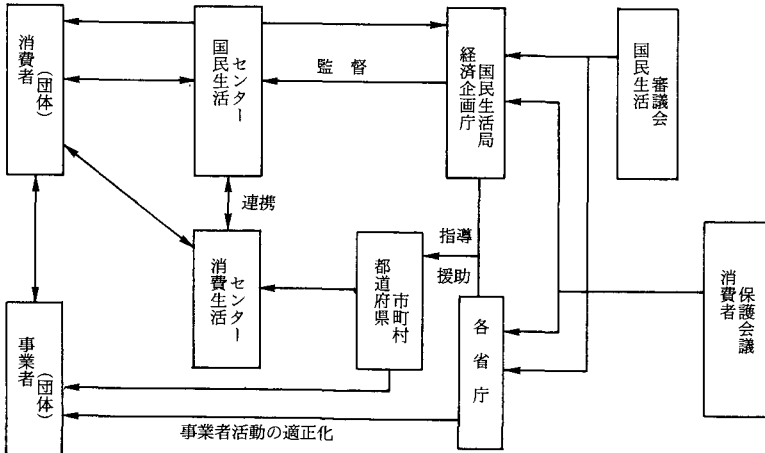 消費者
（団体）
国民生活
センター
監　督
経済企画庁
国民生活局
国民生活
審議会
連携
消費生活
センター
都道府県
市町村
指導
援助
各省庁
消費者
保護会議
事業者
（団体）
事業者活動の適正化